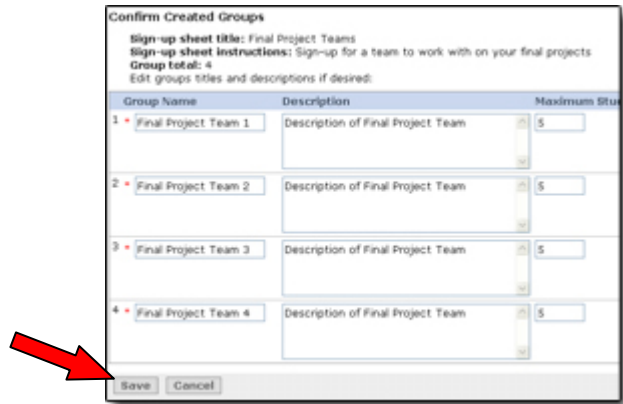 Confirm Created Groups
Sign-up sheet title: Final Project Teams
Sign-up sheet instructions: Sign-up for a team to work with on your final projects
Group total: 4
Edit groups titles and descriptions if desired:
Group Name Description Maximum Stu
1 * Final Project Team 1 Description of Final Project Team 5
2 * Final Project Team 2 Description of Final Project Team 5
3 * Final Project Team 3 Description of Final Project Team 5
4 * Final Project Team 4 Description of Final Project Team 5
Save Cancel